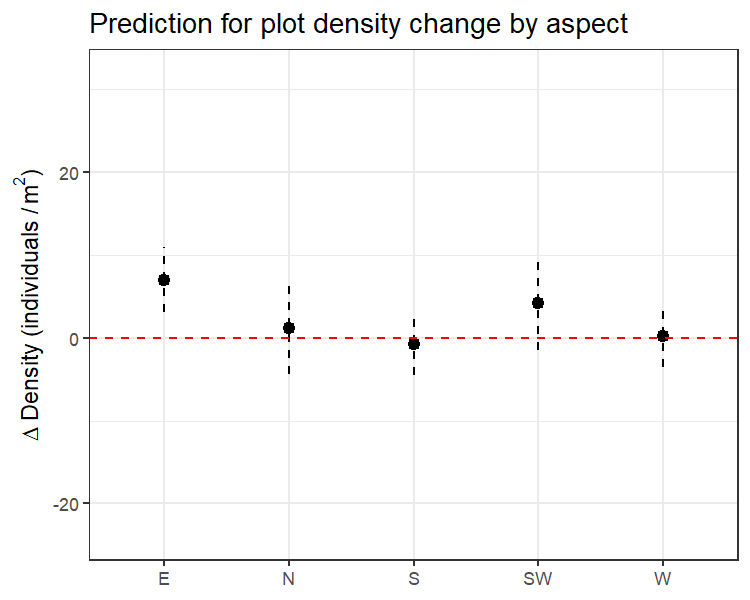 Prediction for plot density change by aspect
Δ Density (individuals / m²)
20
0
-20
E N S SW W